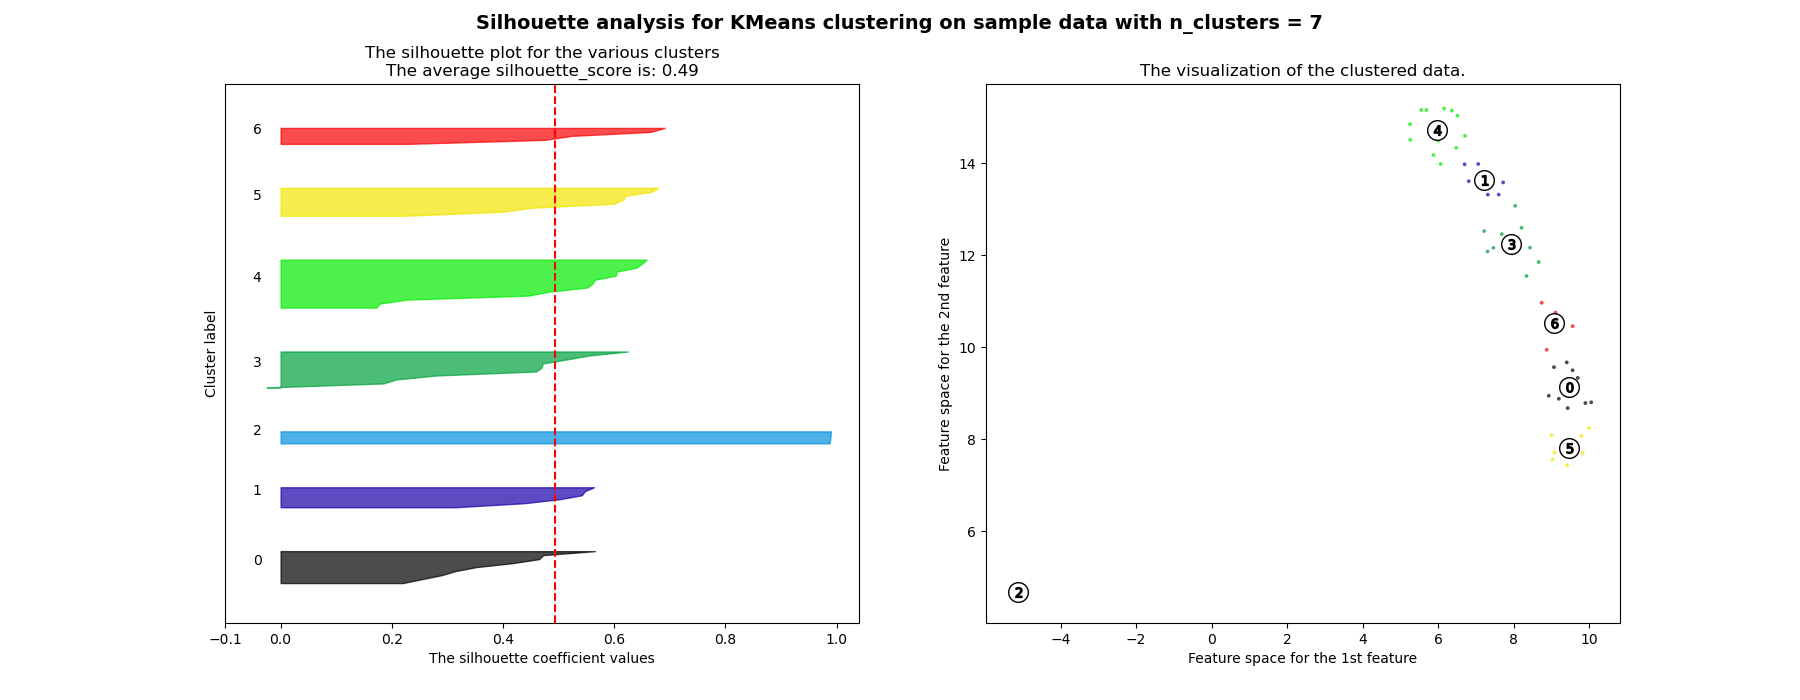 Silhouette analysis for KMeans clustering on sample data with n_clusters = 7
The silhouette plot for the various clusters
The average silhouette_score is: 0.49
6
5
4
3
2
1
0
Cluster label
−0.1 0.0 0.2 0.4 0.6 0.8 1.0
The silhouette coefficient values
The visualization of the clustered data.
4
1
3
6
0
5
2
14
12
10
8
6
Feature space for the 2nd feature
−4 −2 0 2 4 6 8 10
Feature space for the 1st feature